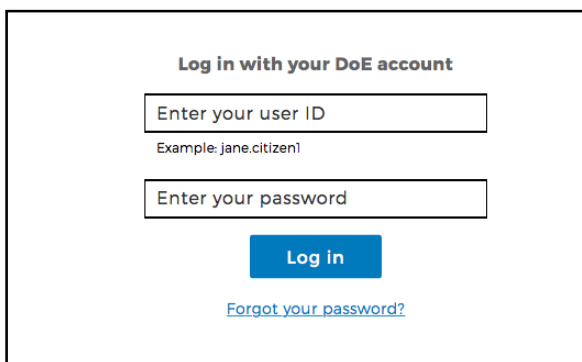 Log in with your DoE account
Enter your user ID
Example: jane.citizen1
Enter your password
Log in
Forgot your password?